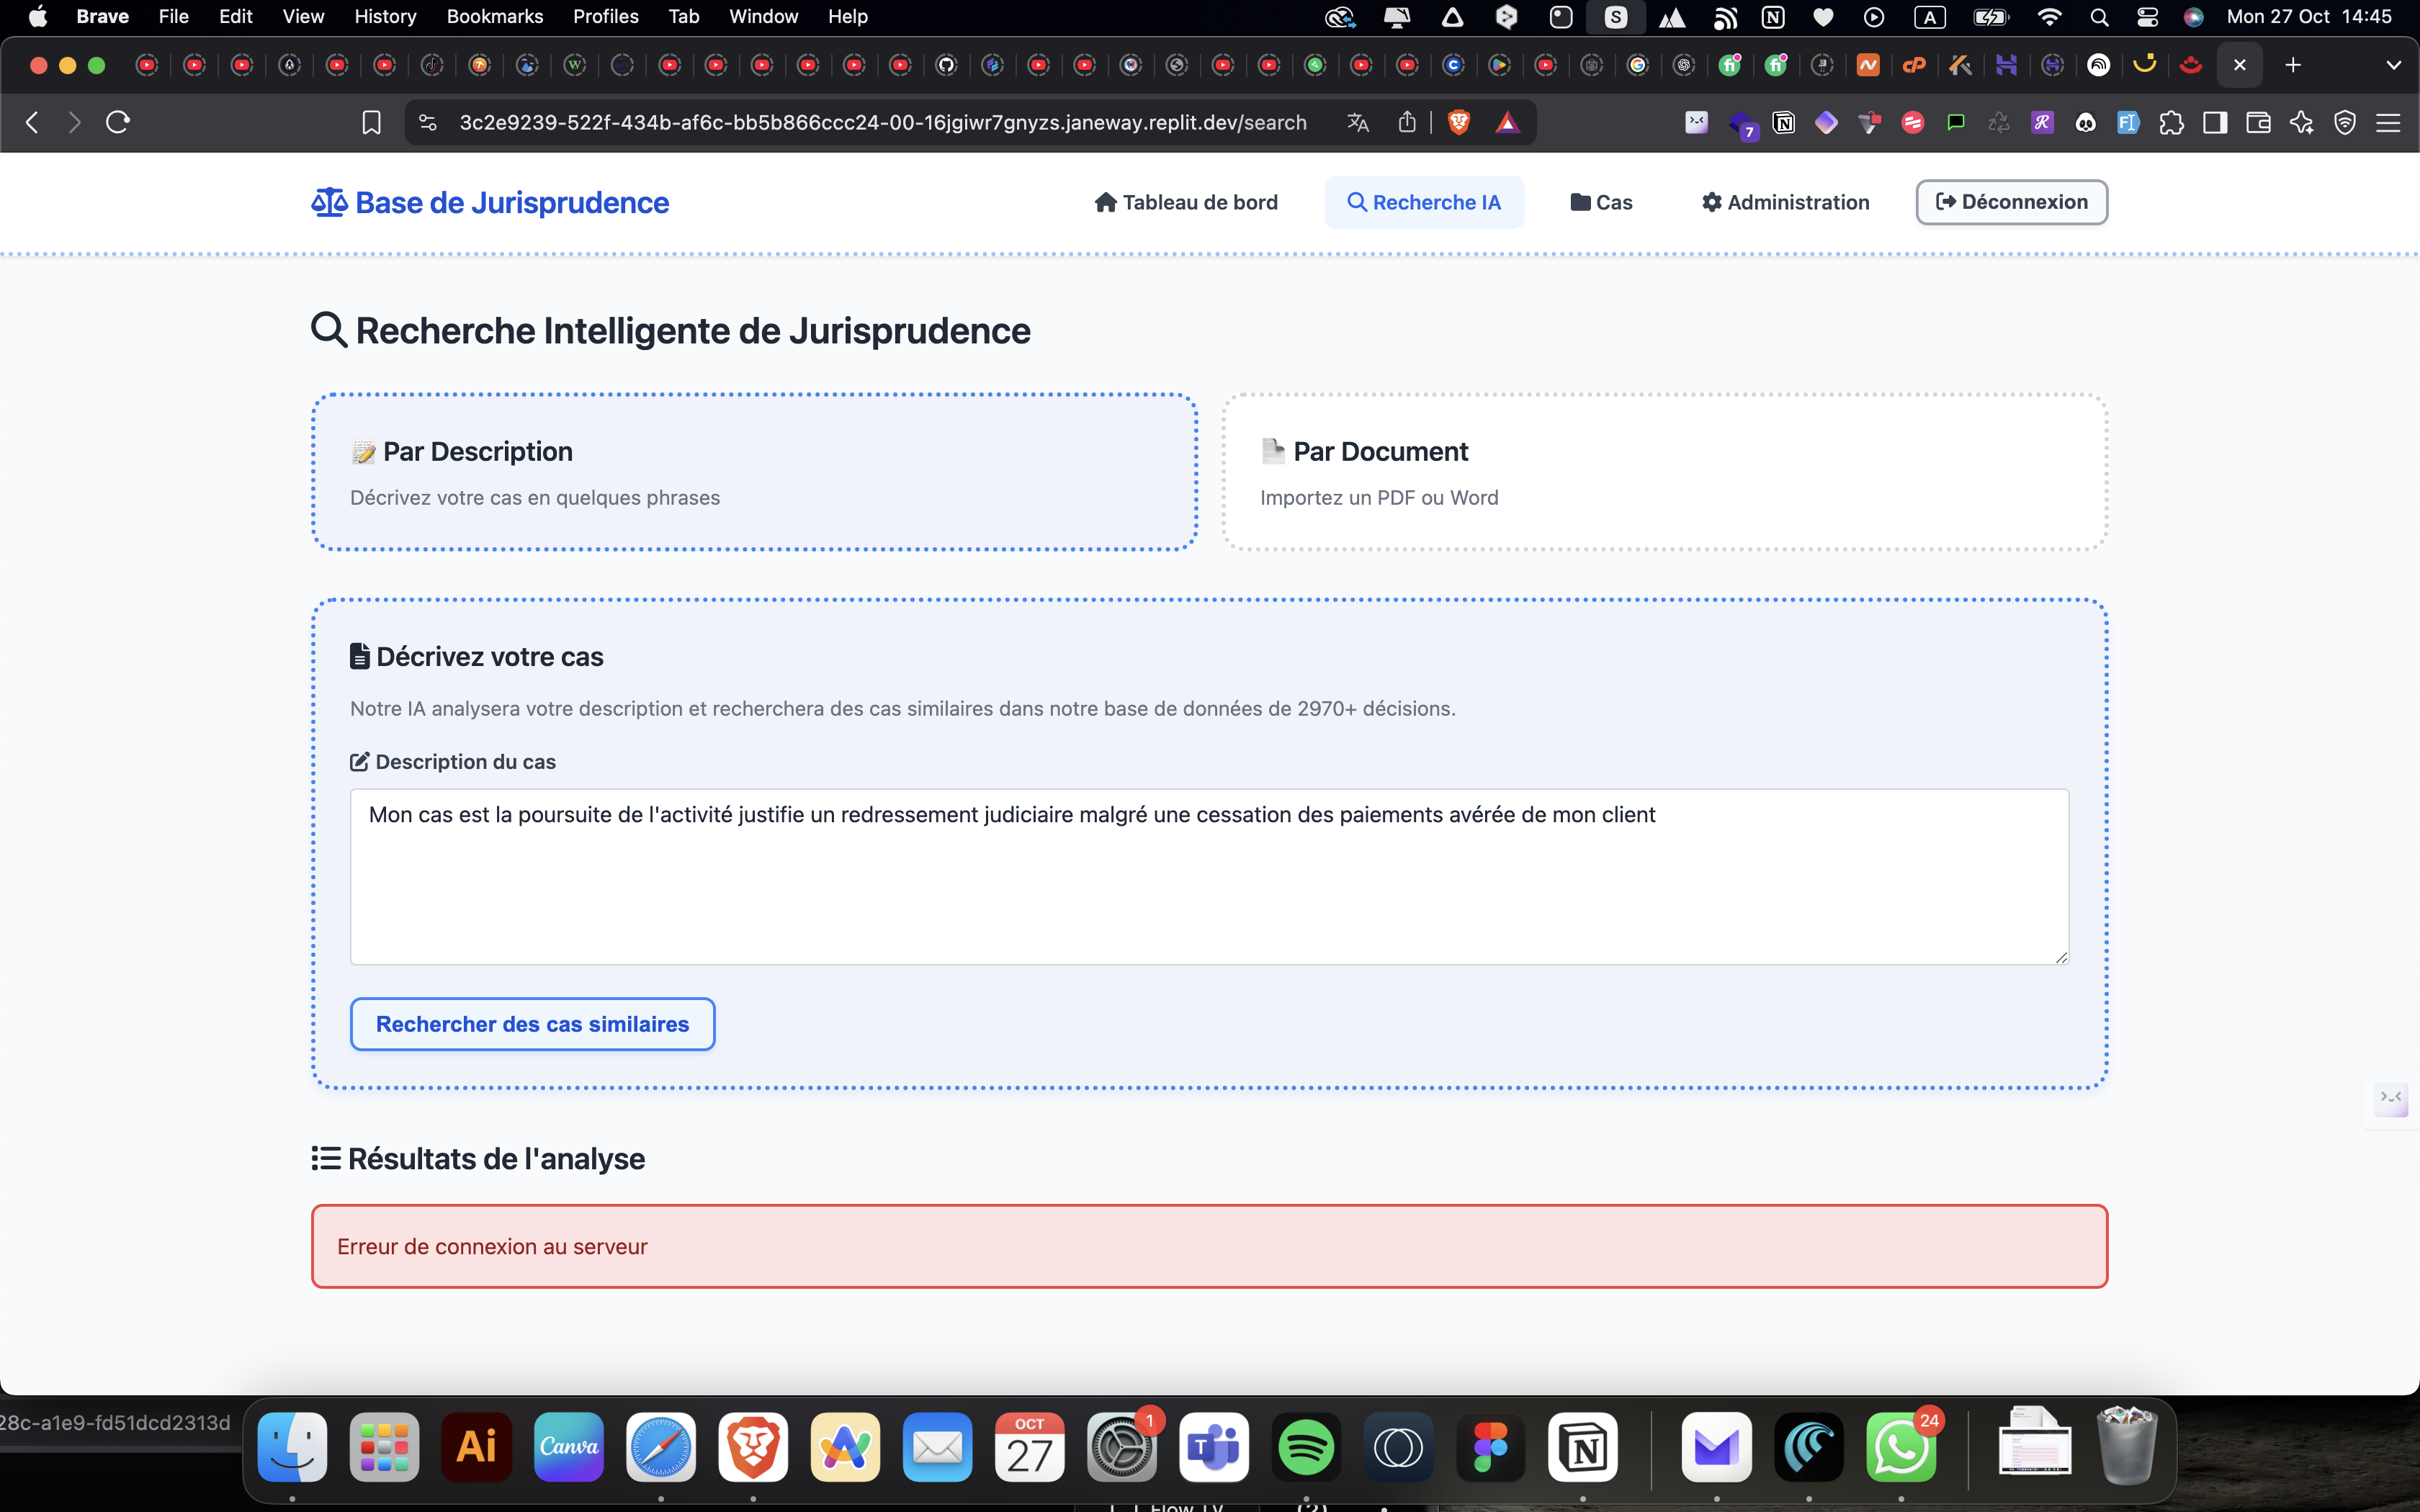 Brave File Edit View History Bookmarks Profiles Tab Window Help A Mon 27 Oct 14:45
3c2e9239-522f-434b-af6c-bb5b866ccc24-00-16jgiwr7gnyzs.janeway.replit.dev/search 7
Base de Jurisprudence Tableau de bord Recherche IA Cas Administration Déconnexion
Recherche Intelligente de Jurisprudence
Par Description
Décrivez votre cas en quelques phrases
Par Document
Importez un PDF ou Word
Décrivez votre cas
Notre IA analysera votre description et recherchera des cas similaires dans notre base de données de 2970+ décisions.
Description du cas
Mon cas est la poursuite de l'activité justifie un redressement judiciaire malgré une cessation des paiements avérée de mon client
Rechercher des cas similaires
Résultats de l'analyse
Erreur de connexion au serveur
28c-a1e9-fd51dcd2313d
Ai Canva OCT 27 1 24